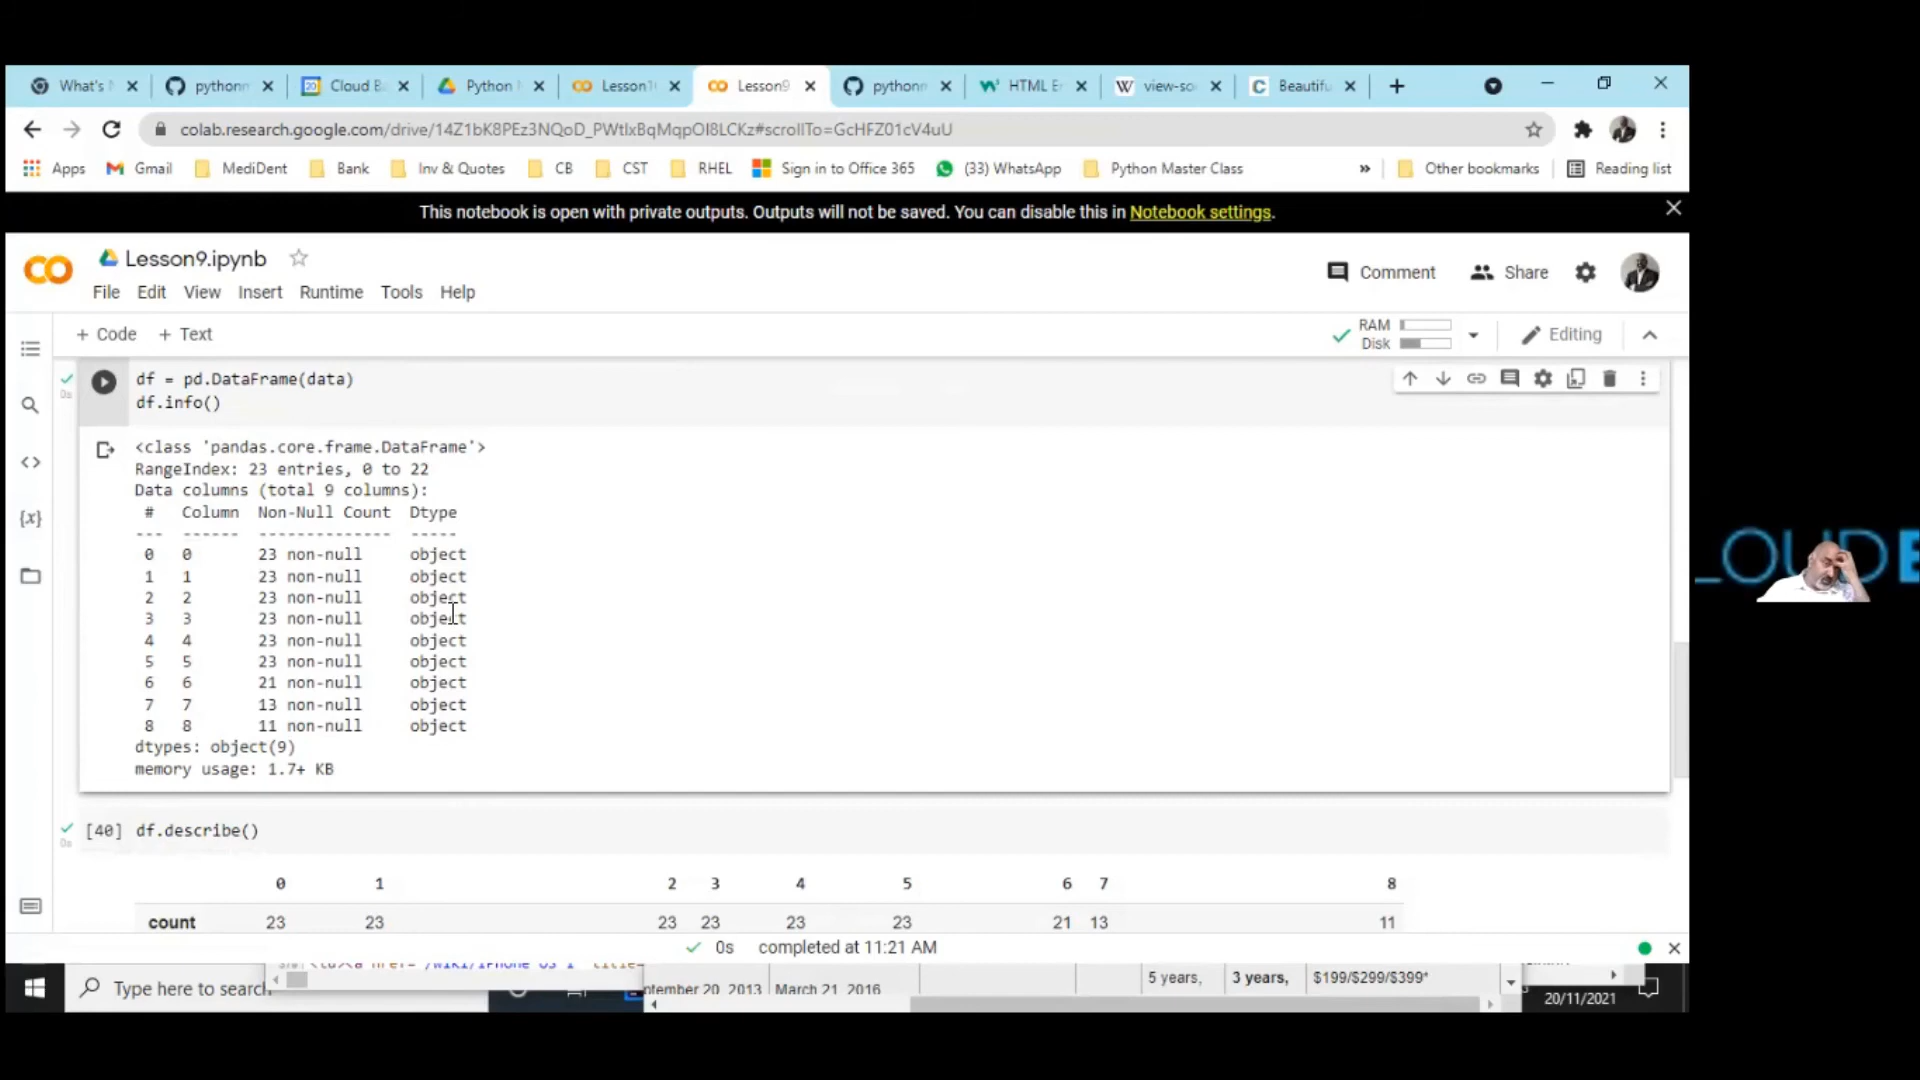 What's
pythonn
Cloud B
Python
Lesson1
Lesson9
pythonn
HTML E
view-so
Beautifu
colab.research.google.com/drive/14Z1bK8PEz3NQoD_PWtlxBqMqpOI8LCKz#scrollTo=GcHFZ01cV4uU
Apps
Gmail
MediDent
Bank
Inv & Quotes
CB
CST
RHEL
Sign in to Office 365
(33) WhatsApp
Python Master Class
»
Other bookmarks
Reading list
This notebook is open with private outputs. Outputs will not be saved. You can disable this in Notebook settings.
Lesson9.ipynb
Comment
Share
File Edit View Insert Runtime Tools Help
+ Code + Text
RAM
Disk
Editing
df = pd.DataFrame(data)
df.info()
0s
<class 'pandas.core.frame.DataFrame'>
RangeIndex: 23 entries, 0 to 22
Data columns (total 9 columns):
# Column Non-Null Count Dtype
--- ------ -------------- -----
0 0 23 non-null object
1 1 23 non-null object
2 2 23 non-null object
3 3 23 non-null object
4 4 23 non-null object
5 5 23 non-null object
6 6 21 non-null object
7 7 13 non-null object
8 8 11 non-null object
dtypes: object(9)
memory usage: 1.7+ KB
[40] df.describe()
0s
0 1 2 3 4 5 6 7 8
count 23 23 23 23 23 23 21 13 11
0s completed at 11:21 AM
Type here to search
ntember 20, 2013
March 21, 2016
5 years,
3 years,
$199/$299/$399*
20/11/2021
LOUD